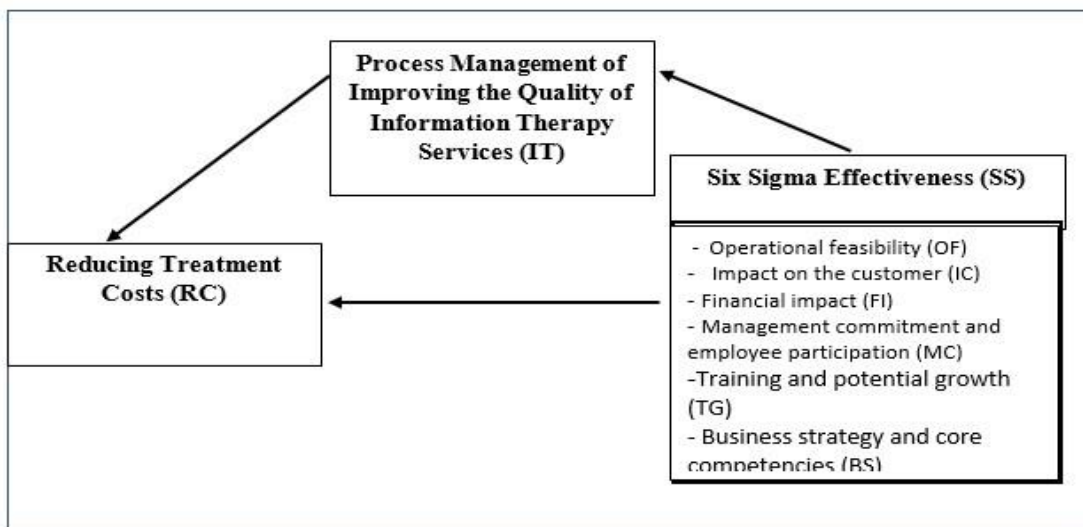 Process Management of
Improving the Quality of
Information Therapy
Services (IT)
Six Sigma Effectiveness (SS)
Reducing Treatment
Costs (RC)
- Operational feasibility (OF)
- Impact on the customer (IC)
- Financial impact (FI)
- Management commitment and
employee participation (MC)
-Training and potential growth
(TG)
- Business strategy and core
competencies (BS)